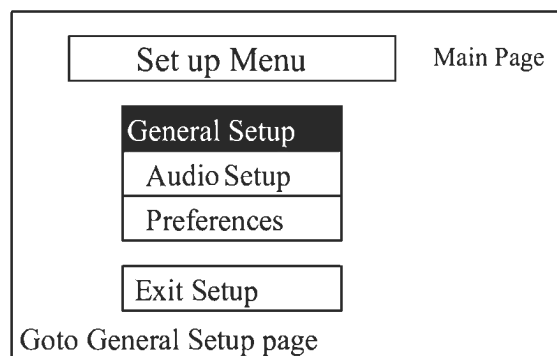 Set up Menu
Main Page
General Setup
Audio Setup
Preferences
Exit Setup
Goto General Setup page